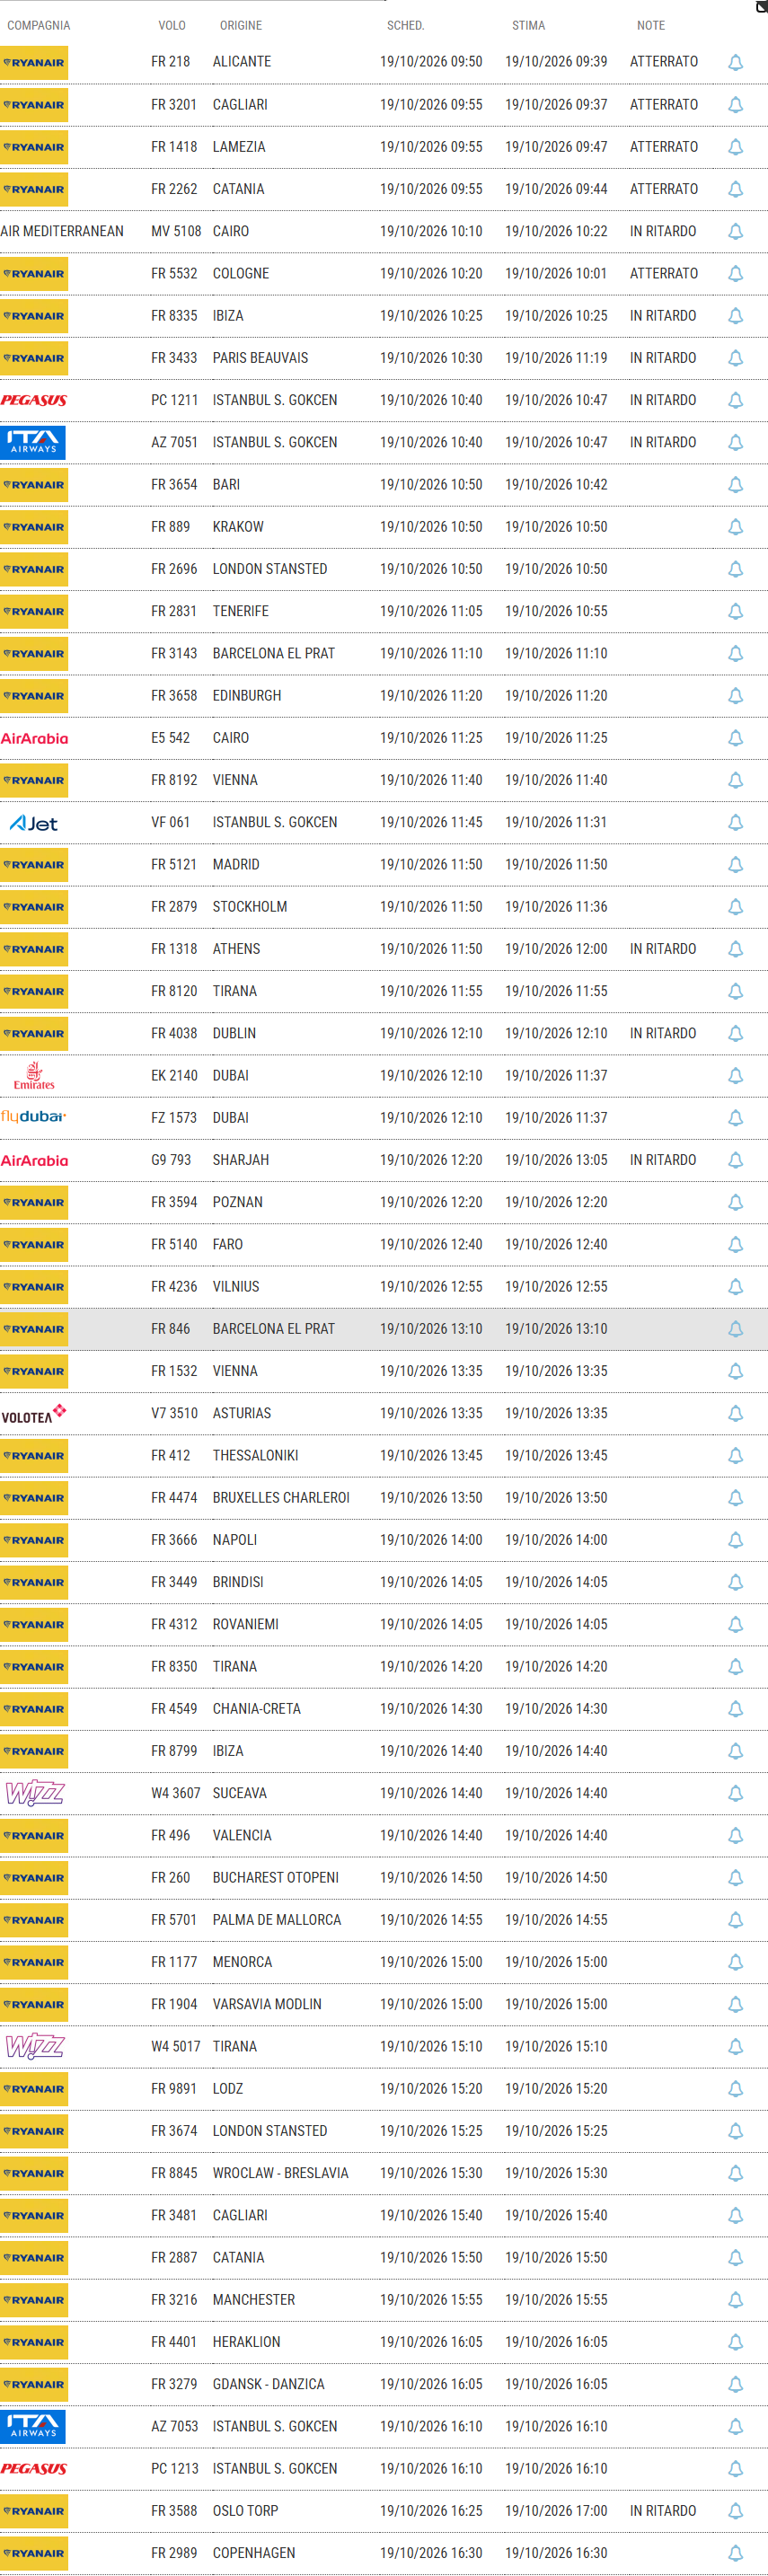 COMPAGNIA VOLO ORIGINE SCHED. STIMA NOTE
RYANAIR FR 218 ALICANTE 19/10/2026 09:50 19/10/2026 09:39 ATTERRATO
RYANAIR FR 3201 CAGLIARI 19/10/2026 09:55 19/10/2026 09:37 ATTERRATO
RYANAIR FR 1418 LAMEZIA 19/10/2026 09:55 19/10/2026 09:47 ATTERRATO
RYANAIR FR 2262 CATANIA 19/10/2026 09:55 19/10/2026 09:44 ATTERRATO
AIR MEDITERRANEAN MV 5108 CAIRO 19/10/2026 10:10 19/10/2026 10:22 IN RITARDO
RYANAIR FR 5532 COLOGNE 19/10/2026 10:20 19/10/2026 10:01 ATTERRATO
RYANAIR FR 8335 IBIZA 19/10/2026 10:25 19/10/2026 10:25 IN RITARDO
RYANAIR FR 3433 PARIS BEAUVAIS 19/10/2026 10:30 19/10/2026 11:19 IN RITARDO
PEGASUS PC 1211 ISTANBUL S. GOKCEN 19/10/2026 10:40 19/10/2026 10:47 IN RITARDO
ITA AIRWAYS AZ 7051 ISTANBUL S. GOKCEN 19/10/2026 10:40 19/10/2026 10:47 IN RITARDO
RYANAIR FR 3654 BARI 19/10/2026 10:50 19/10/2026 10:42
RYANAIR FR 889 KRAKOW 19/10/2026 10:50 19/10/2026 10:50
RYANAIR FR 2696 LONDON STANSTED 19/10/2026 10:50 19/10/2026 10:50
RYANAIR FR 2831 TENERIFE 19/10/2026 11:05 19/10/2026 10:55
RYANAIR FR 3143 BARCELONA EL PRAT 19/10/2026 11:10 19/10/2026 11:10
RYANAIR FR 3658 EDINBURGH 19/10/2026 11:20 19/10/2026 11:20
AirArabia E5 542 CAIRO 19/10/2026 11:25 19/10/2026 11:25
RYANAIR FR 8192 VIENNA 19/10/2026 11:40 19/10/2026 11:40
AJet VF 061 ISTANBUL S. GOKCEN 19/10/2026 11:45 19/10/2026 11:31
RYANAIR FR 5121 MADRID 19/10/2026 11:50 19/10/2026 11:50
RYANAIR FR 2879 STOCKHOLM 19/10/2026 11:50 19/10/2026 11:36
RYANAIR FR 1318 ATHENS 19/10/2026 11:50 19/10/2026 12:00 IN RITARDO
RYANAIR FR 8120 TIRANA 19/10/2026 11:55 19/10/2026 11:55
RYANAIR FR 4038 DUBLIN 19/10/2026 12:10 19/10/2026 12:10 IN RITARDO
Emirates EK 2140 DUBAI 19/10/2026 12:10 19/10/2026 11:37
flydubai FZ 1573 DUBAI 19/10/2026 12:10 19/10/2026 11:37
AirArabia G9 793 SHARJAH 19/10/2026 12:20 19/10/2026 13:05 IN RITARDO
RYANAIR FR 3594 POZNAN 19/10/2026 12:20 19/10/2026 12:20
RYANAIR FR 5140 FARO 19/10/2026 12:40 19/10/2026 12:40
RYANAIR FR 4236 VILNIUS 19/10/2026 12:55 19/10/2026 12:55
RYANAIR FR 846 BARCELONA EL PRAT 19/10/2026 13:10 19/10/2026 13:10
RYANAIR FR 1532 VIENNA 19/10/2026 13:35 19/10/2026 13:35
VOLOTEA V7 3510 ASTURIAS 19/10/2026 13:35 19/10/2026 13:35
RYANAIR FR 412 THESSALONIKI 19/10/2026 13:45 19/10/2026 13:45
RYANAIR FR 4474 BRUXELLES CHARLEROI 19/10/2026 13:50 19/10/2026 13:50
RYANAIR FR 3666 NAPOLI 19/10/2026 14:00 19/10/2026 14:00
RYANAIR FR 3449 BRINDISI 19/10/2026 14:05 19/10/2026 14:05
RYANAIR FR 4312 ROVANIEMI 19/10/2026 14:05 19/10/2026 14:05
RYANAIR FR 8350 TIRANA 19/10/2026 14:20 19/10/2026 14:20
RYANAIR FR 4549 CHANIA-CRETA 19/10/2026 14:30 19/10/2026 14:30
RYANAIR FR 8799 IBIZA 19/10/2026 14:40 19/10/2026 14:40
WIZZ W4 3607 SUCEAVA 19/10/2026 14:40 19/10/2026 14:40
RYANAIR FR 496 VALENCIA 19/10/2026 14:40 19/10/2026 14:40
RYANAIR FR 260 BUCHAREST OTOPENI 19/10/2026 14:50 19/10/2026 14:50
RYANAIR FR 5701 PALMA DE MALLORCA 19/10/2026 14:55 19/10/2026 14:55
RYANAIR FR 1177 MENORCA 19/10/2026 15:00 19/10/2026 15:00
RYANAIR FR 1904 VARSAVIA MODLIN 19/10/2026 15:00 19/10/2026 15:00
WIZZ W4 5017 TIRANA 19/10/2026 15:10 19/10/2026 15:10
RYANAIR FR 9891 LODZ 19/10/2026 15:20 19/10/2026 15:20
RYANAIR FR 3674 LONDON STANSTED 19/10/2026 15:25 19/10/2026 15:25
RYANAIR FR 8845 WROCLAW - BRESLAVIA 19/10/2026 15:30 19/10/2026 15:30
RYANAIR FR 3481 CAGLIARI 19/10/2026 15:40 19/10/2026 15:40
RYANAIR FR 2887 CATANIA 19/10/2026 15:50 19/10/2026 15:50
RYANAIR FR 3216 MANCHESTER 19/10/2026 15:55 19/10/2026 15:55
RYANAIR FR 4401 HERAKLION 19/10/2026 16:05 19/10/2026 16:05
RYANAIR FR 3279 GDANSK - DANZICA 19/10/2026 16:05 19/10/2026 16:05
ITA AIRWAYS AZ 7053 ISTANBUL S. GOKCEN 19/10/2026 16:10 19/10/2026 16:10
PEGASUS PC 1213 ISTANBUL S. GOKCEN 19/10/2026 16:10 19/10/2026 16:10
RYANAIR FR 3588 OSLO TORP 19/10/2026 16:25 19/10/2026 17:00 IN RITARDO
RYANAIR FR 2989 COPENHAGEN 19/10/2026 16:30 19/10/2026 16:30